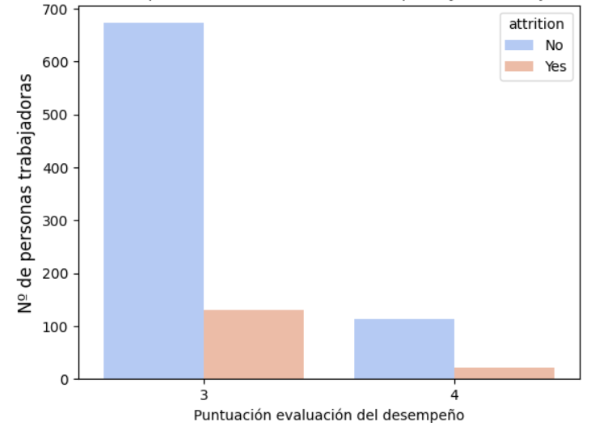 700
600
500
400
300
200
100
0
Nº de personas trabajadoras
attrition
No
Yes
3
4
Puntuación evaluación del desempeño